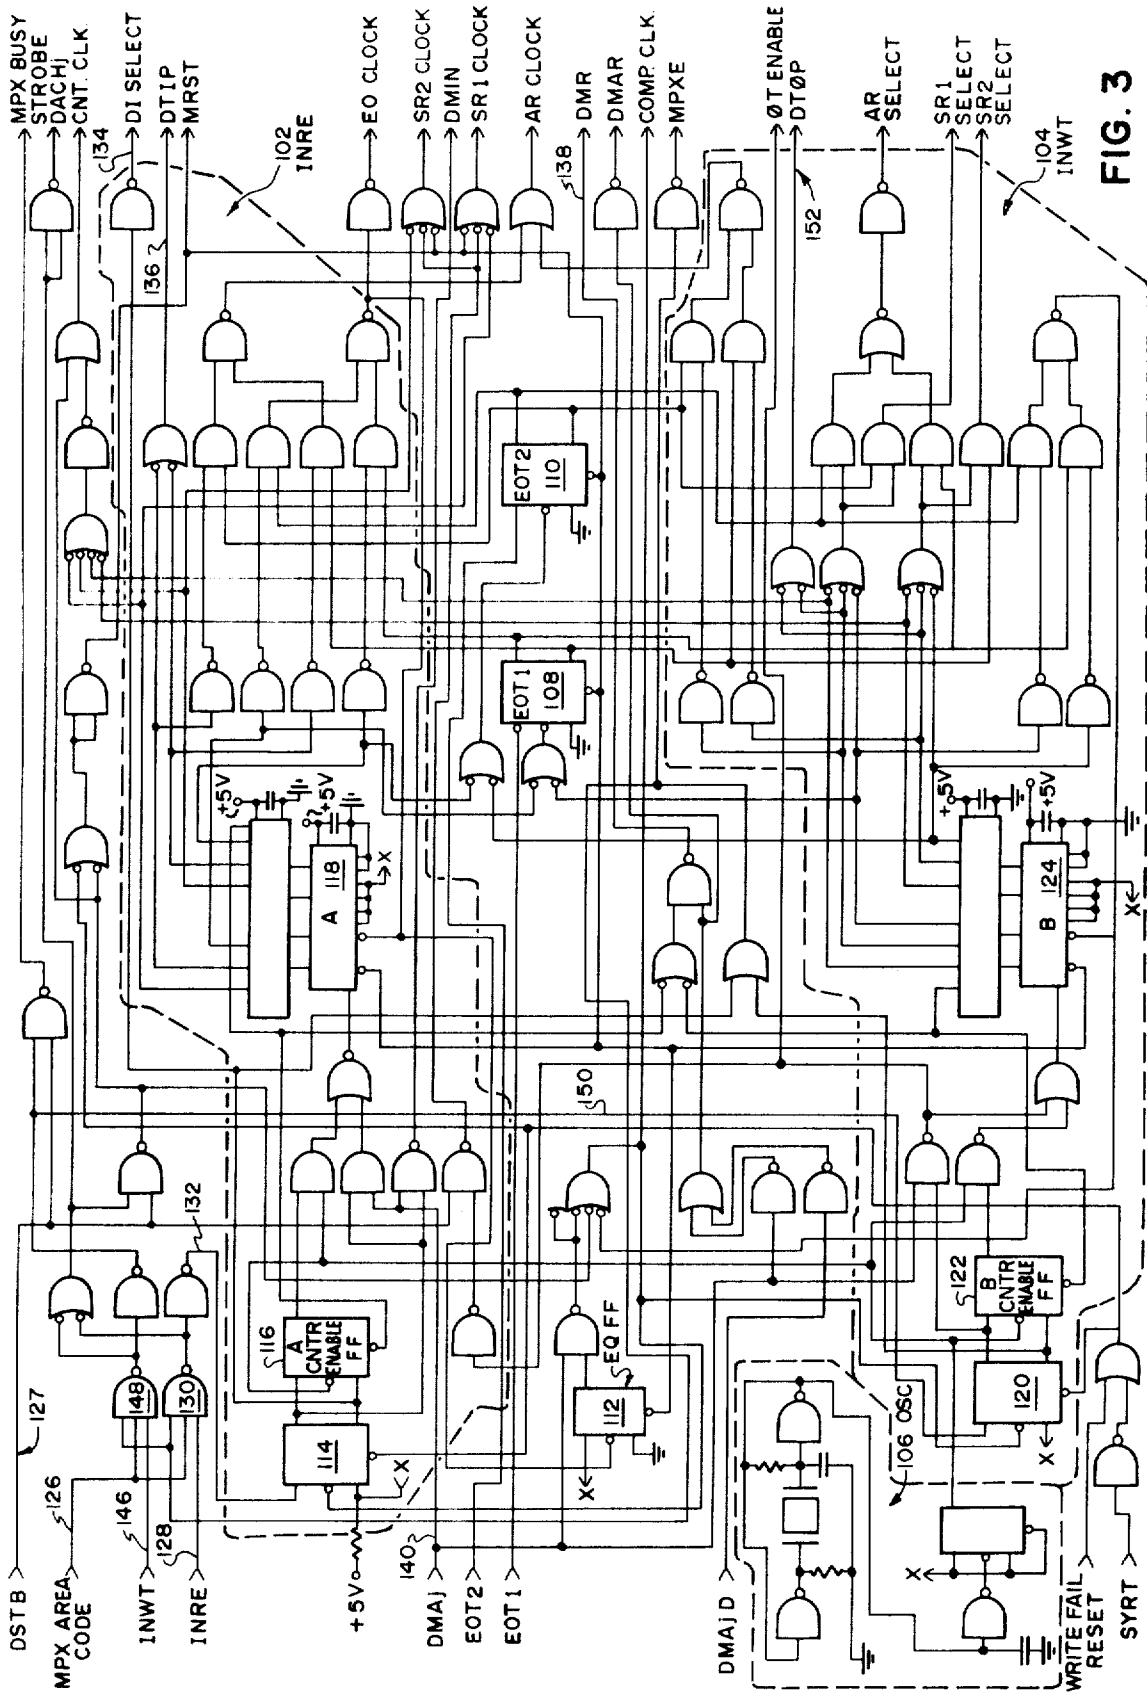 DSTB
127
MPX AREA
CODE
126
INWT
146
INRE
128
148
130
132
+5V
114
116
A
CNTR
ENABLE
FF
X
DMAj
140
EOT2
EOT1
DMAjD
EQ FF
112
X
106 OSC
X
WRITE FAIL
RESET
SYRT
120
X
122
B
CNTR
ENABLE
FF
150
+5V
A
118
+5V
X
EOT1
108
EOT2
110
+5V
+5V
B
124
X
MPX BUSY
STROBE
DACHj
CNT. CLK
134
DI SELECT
136
DTIP
MRST
102
INRE
EO CLOCK
SR2 CLOCK
DMIN
SR1 CLOCK
AR CLOCK
138
DMR
DMAR
COMP. CLK.
MPXE
ØT ENABLE
DTØP
152
AR
SELECT
SR1
SELECT
SR2
SELECT
104
INWT
FIG. 3